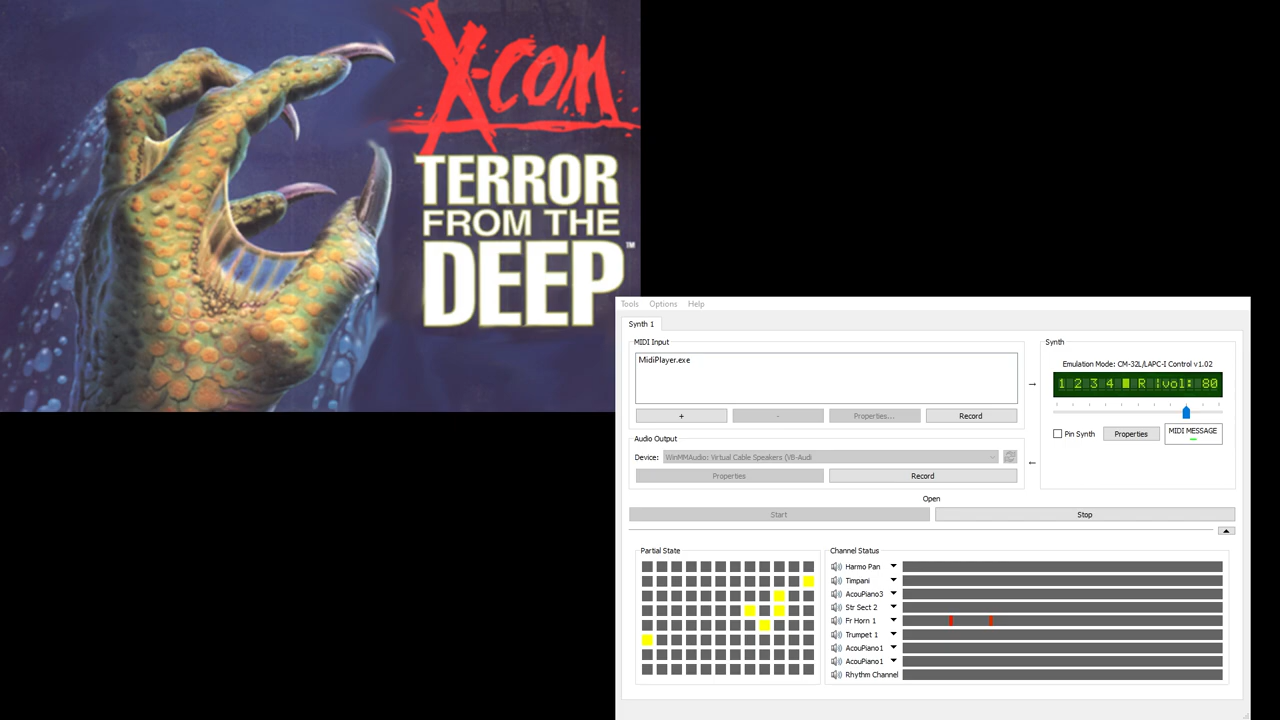 X-COM
TERROR
FROM THE
DEEP™
Tools Options Help
Synth 1
MIDI Input
MidiPlayer.exe
+ - Properties... Record
Audio Output
Device: WinMMAudio: Virtual Cable Speakers (VB-Audi
Properties Record
Synth
Emulation Mode: CM-32L/LAPC-I Control v1.02
1 2 3 4 █ R |vol: 80
Pin Synth Properties MIDI MESSAGE
Open
Start Stop
Partial State
Channel Status
Harmo Pan
Timpani
AcouPiano3
Str Sect 2
Fr Horn 1
Trumpet 1
AcouPiano1
AcouPiano1
Rhythm Channel